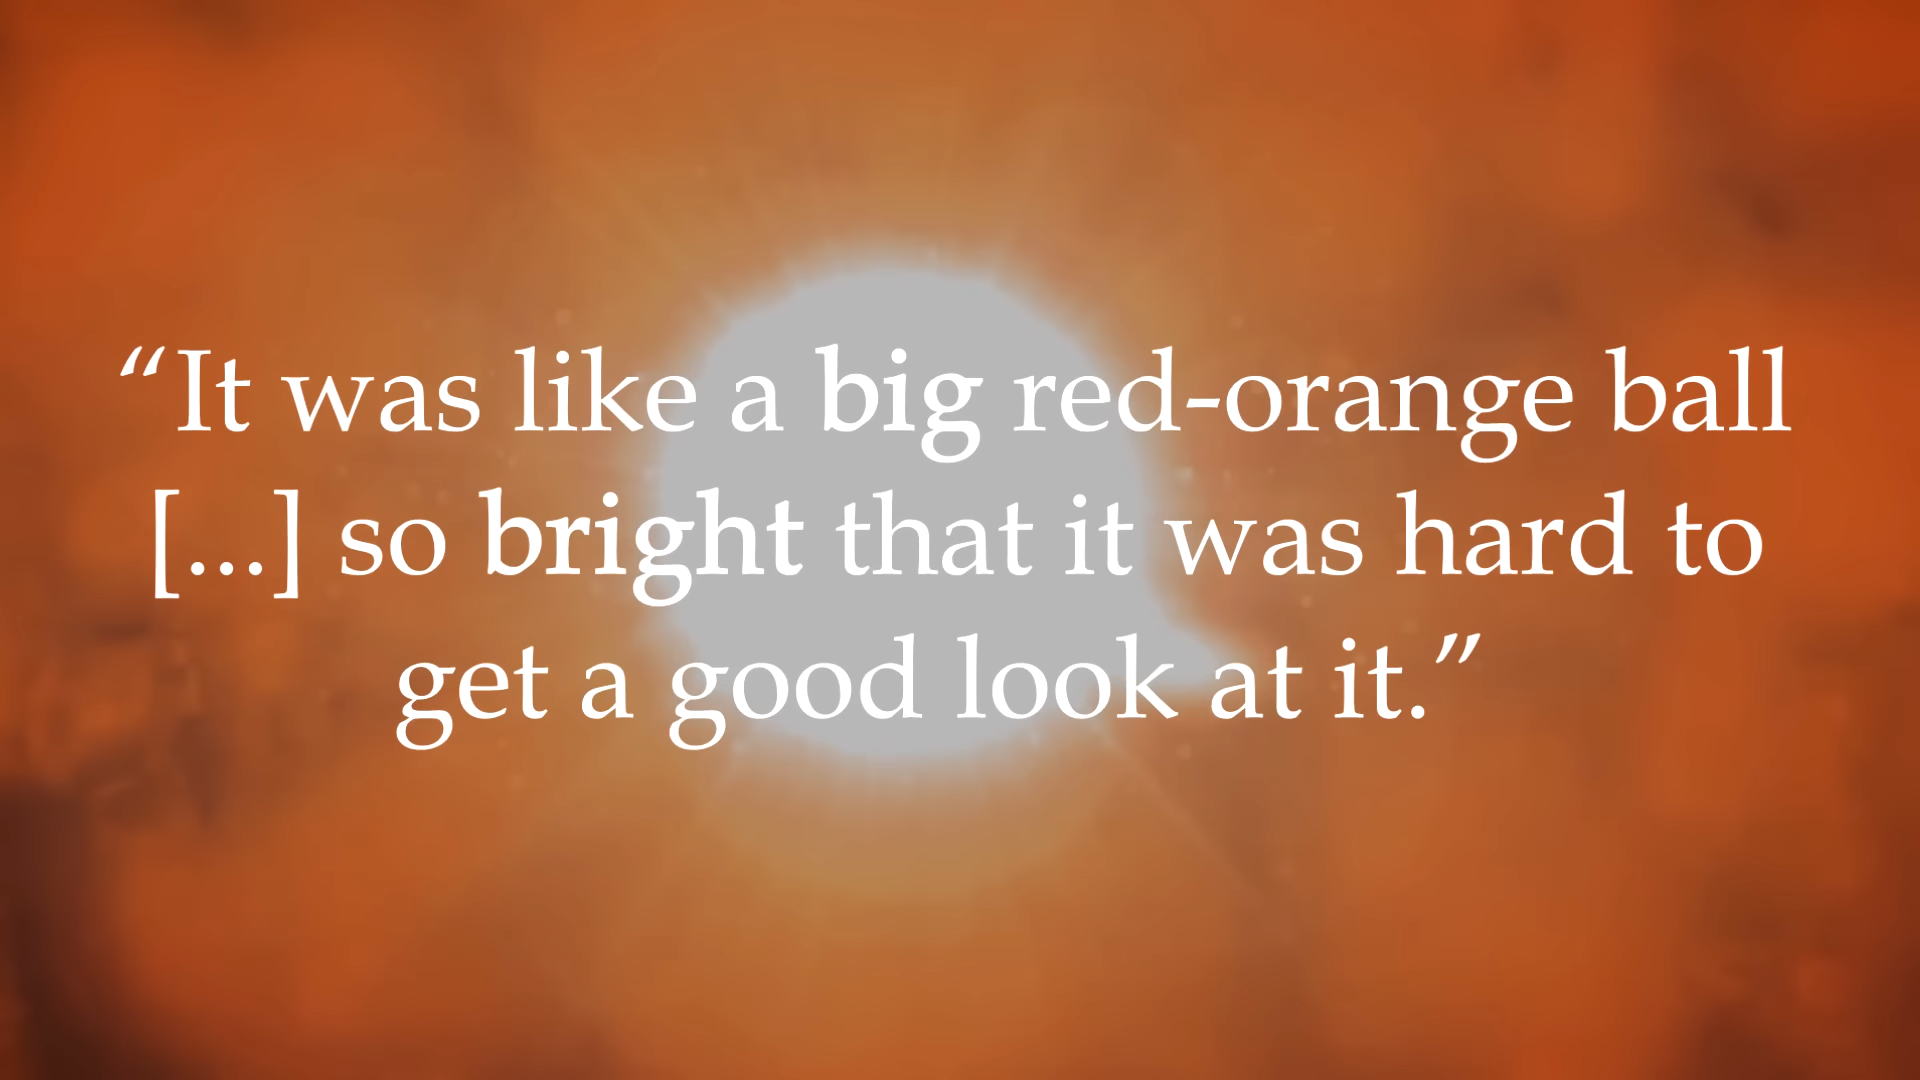 “It was like a big red-orange ball
[...] so bright that it was hard to
get a good look at it.”